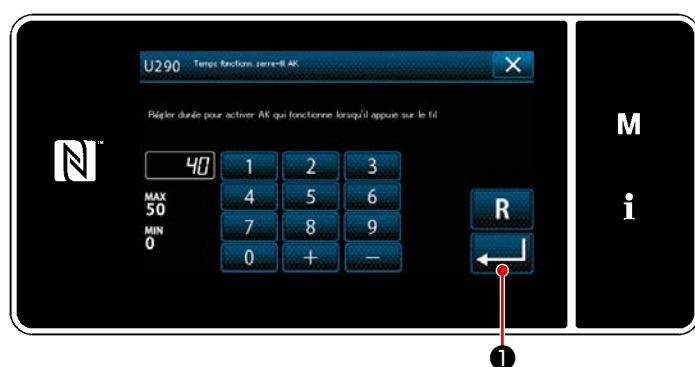 U290 Temps fonctionn.serre-fil AK
Régler durée pour activer AK qui fonctionne lorsqu'il appuie sur le fil
40 1 2 3
MAX
50
4 5 6
MIN
0
7 8 9
0 + −
R
M
i
N
❶